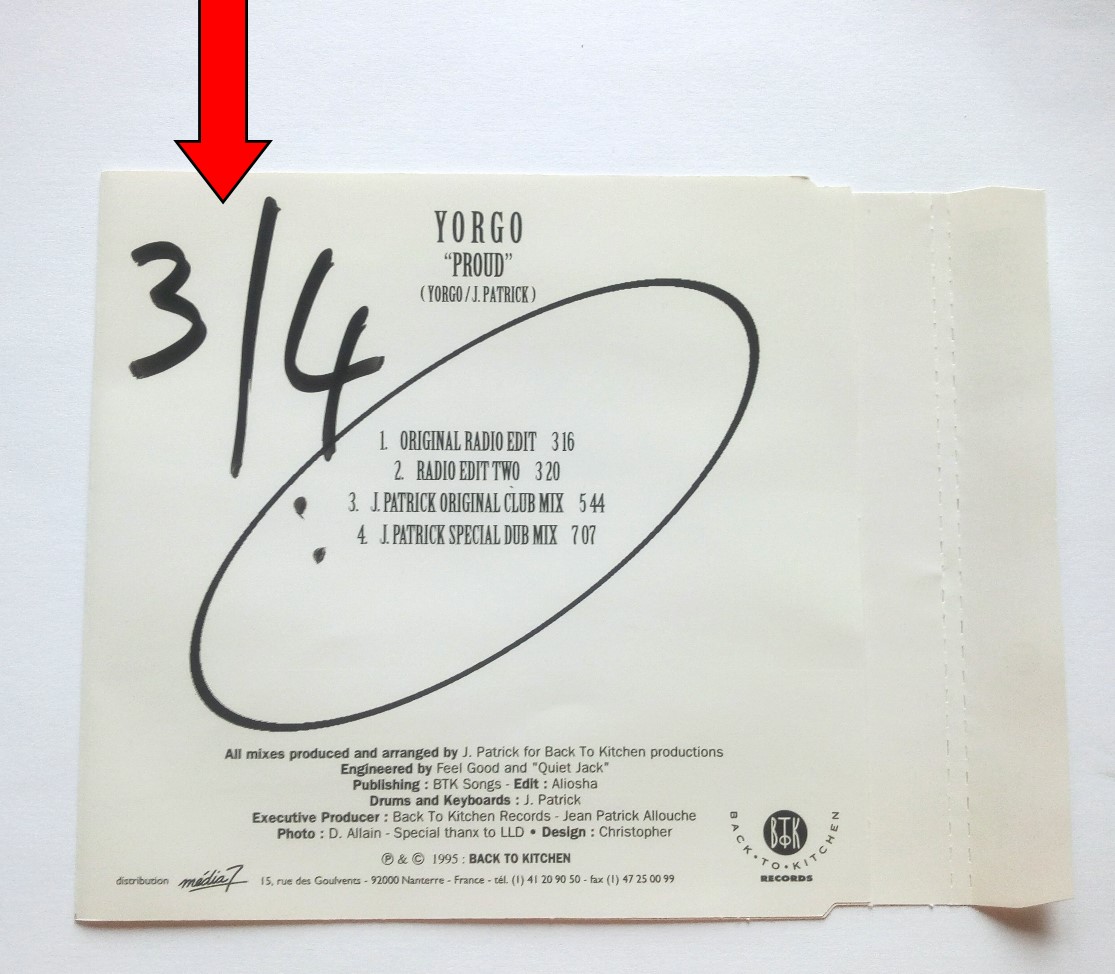 3/4
YORGO
“PROUD”
(YORGO / J. PATRICK)
1. ORIGINAL RADIO EDIT 3 16
2. RADIO EDIT TWO 3 20
3. J. PATRICK ORIGINAL CLUB MIX 5 44
4. J. PATRICK SPECIAL DUB MIX 7 07
All mixes produced and arranged by J. Patrick for Back To Kitchen productions
Engineered by Feel Good and "Quiet Jack"
Publishing : BTK Songs - Edit : Aliosha
Drums and Keyboards : J. Patrick
Executive Producer : Back To Kitchen Records - Jean Patrick Allouche
Photo : D. Allain - Special thanx to LLD • Design : Christopher
℗ & © 1995 : BACK TO KITCHEN
distribution média7 15, rue des Goulvents - 92000 Nanterre - France - tél. (1) 41 20 90 50 - fax (1) 47 25 00 99
BTK
BACK • TO • KITCHEN
RECORDS